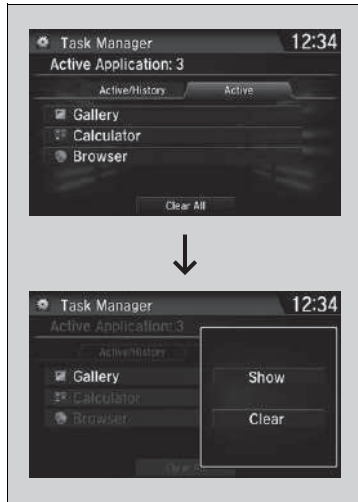 Task Manager 12:34
Active Application: 3
Active/History Active
Gallery
Calculator
Browser
Clear All
Task Manager 12:34
Active Application: 3
Active/History
Gallery Show
Calculator
Clear
Browser